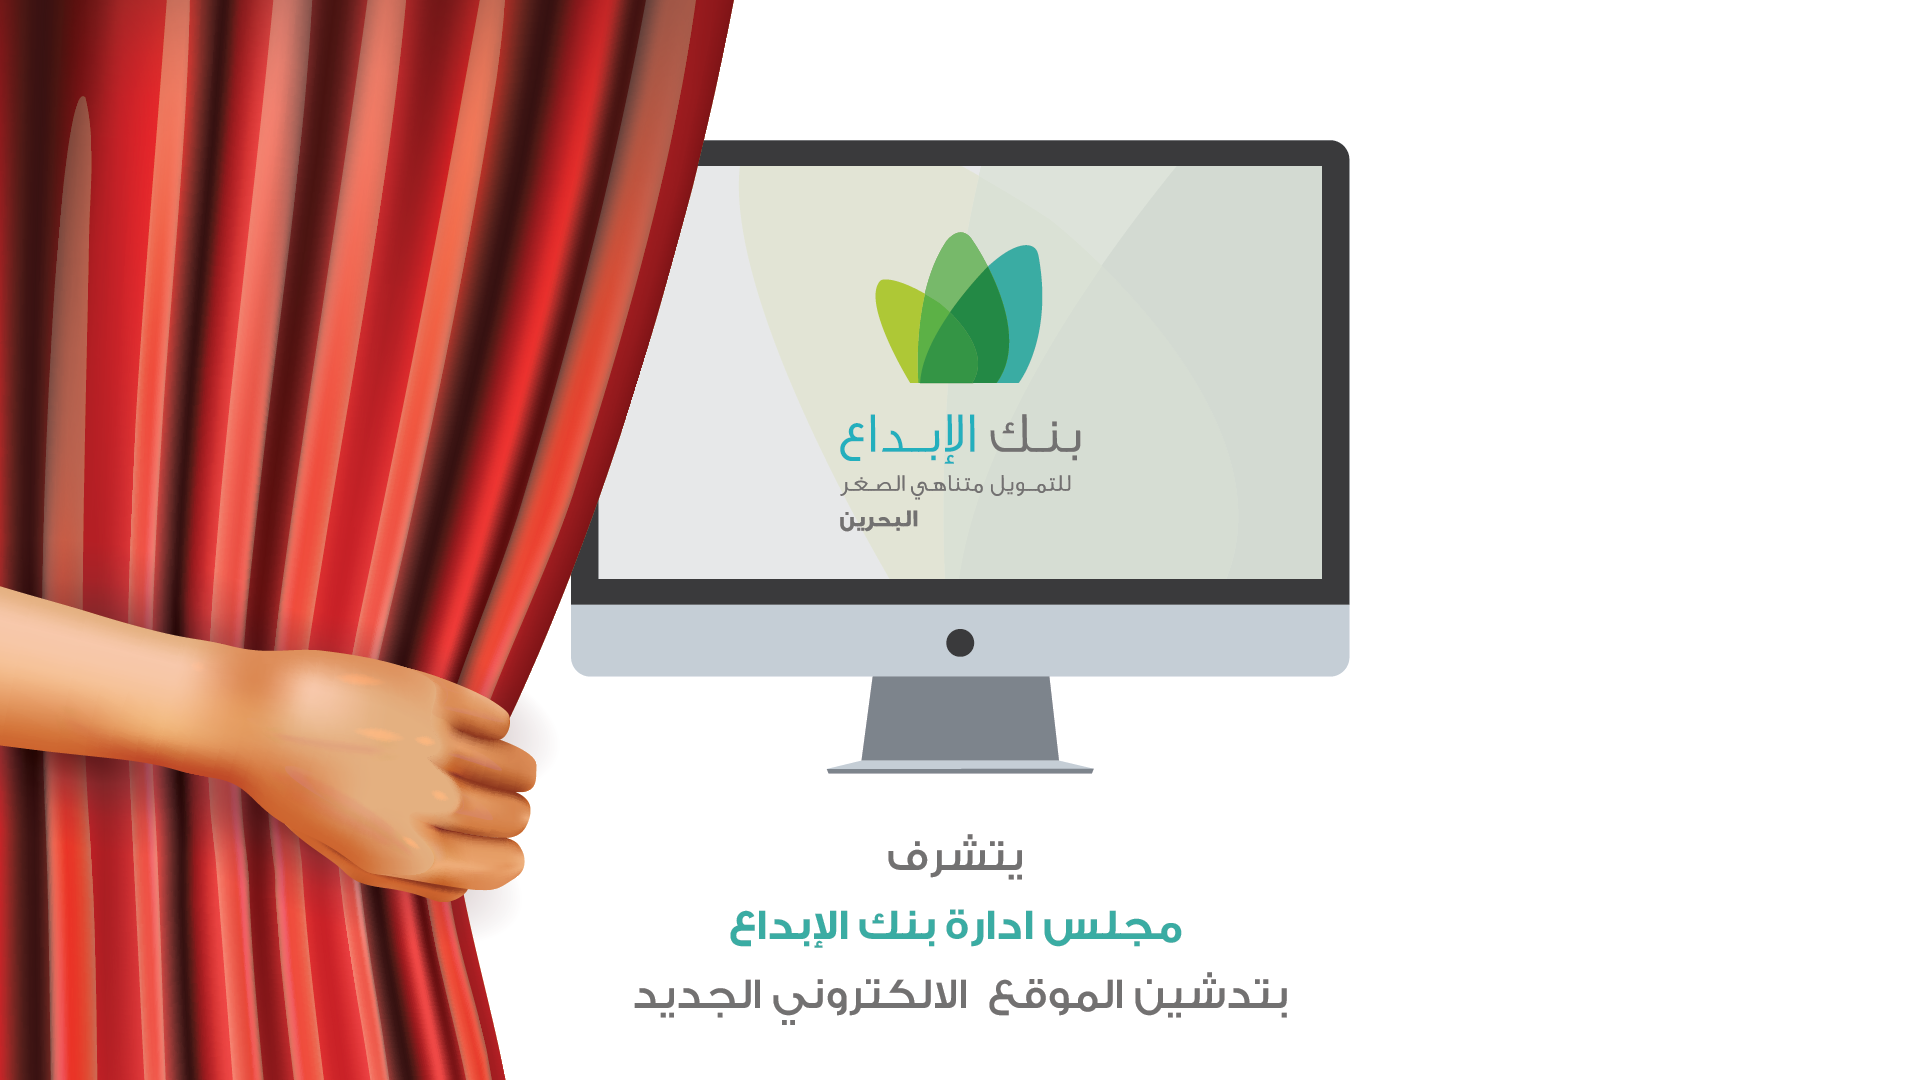 بنك الإبداع
للتمويل متناهي الصغر
البحرين
يتشرف
مجلس ادارة بنك الإبداع
بتدشين الموقع الالكتروني الجديد